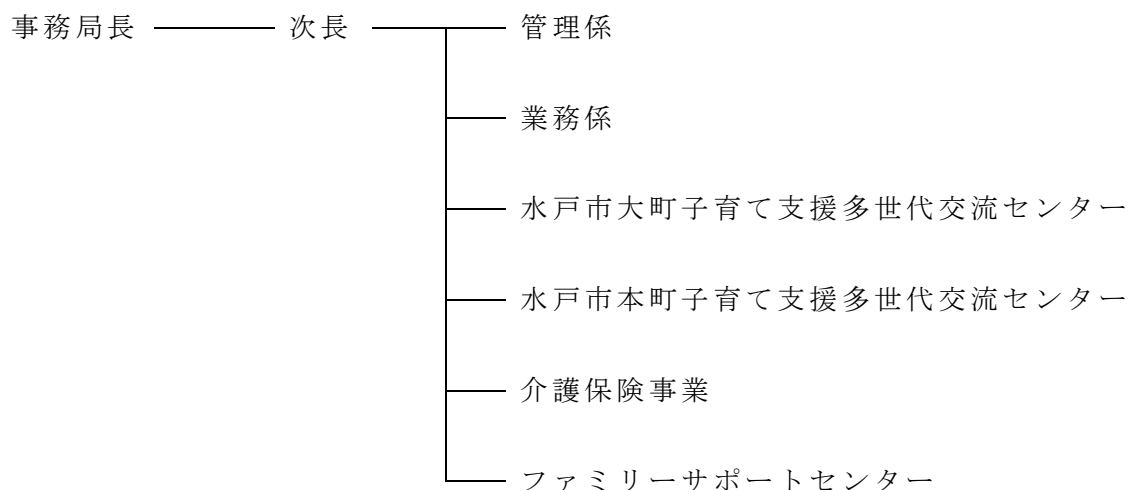 事務局長 次長 管理係
業務係
水戸市大町子育て支援多世代交流センター
水戸市本町子育て支援多世代交流センター
介護保険事業
ファミリーサポートセンター